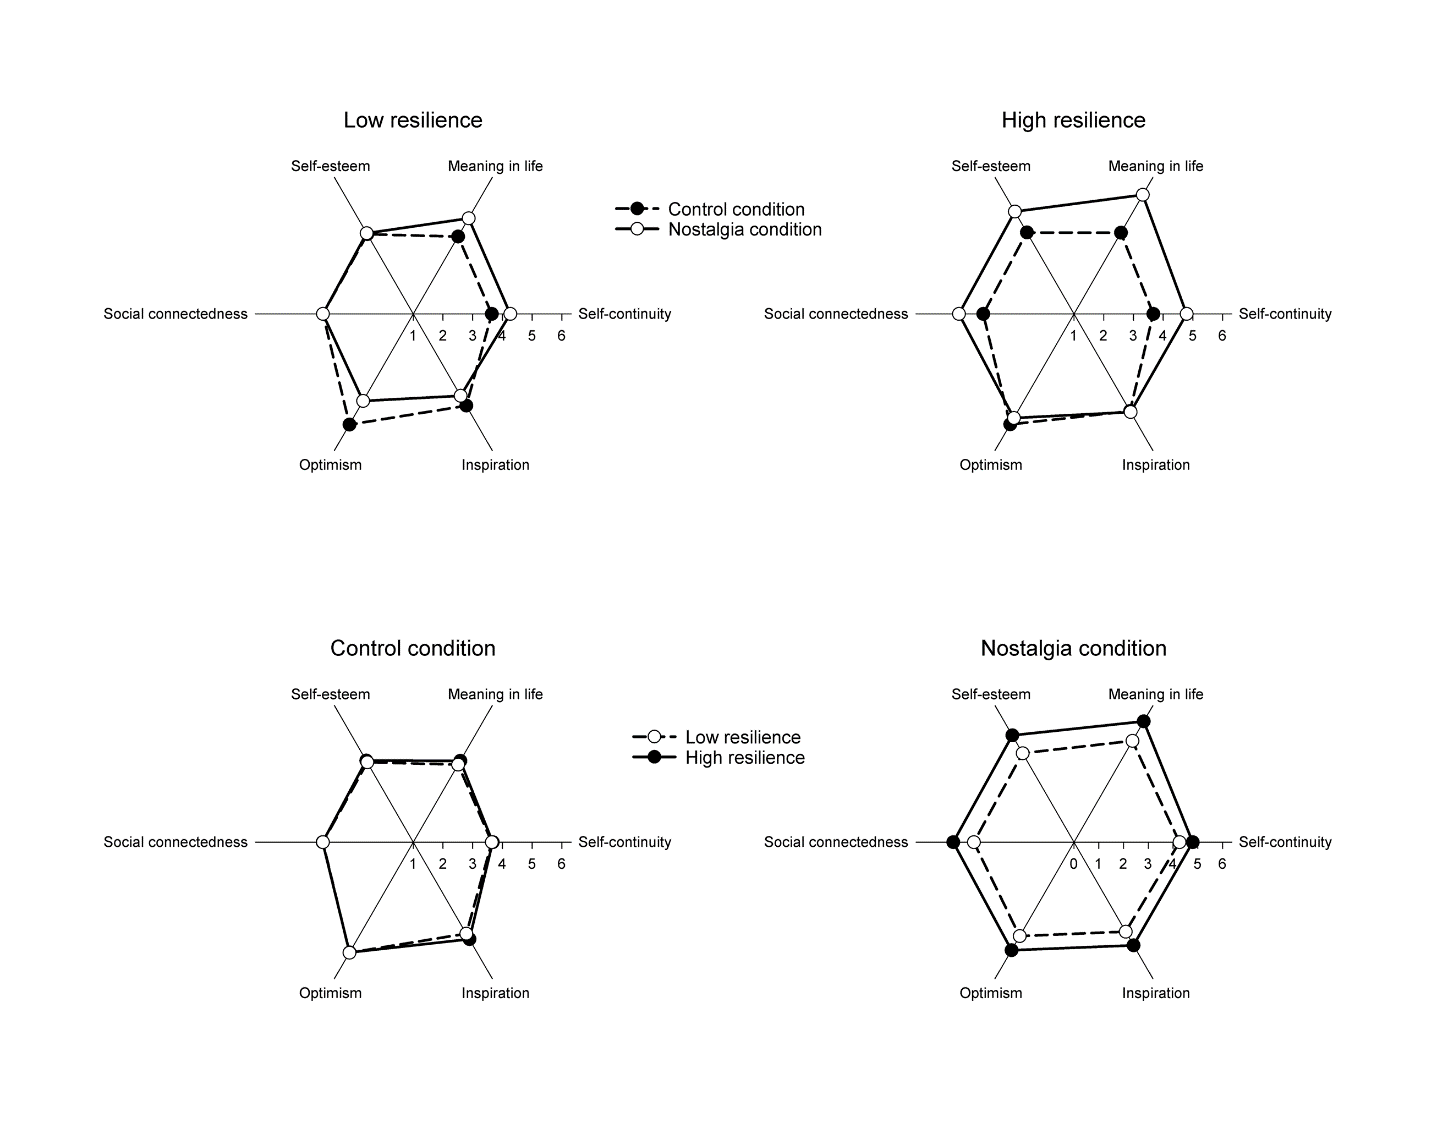 Low resilience
High resilience
Self-esteem
Meaning in life
Self-esteem
Meaning in life
Control condition
Nostalgia condition
Social connectedness
Self-continuity
Social connectedness
Self-continuity
1 2 3 4 5 6
1 2 3 4 5 6
Optimism
Inspiration
Optimism
Inspiration
Control condition
Nostalgia condition
Self-esteem
Meaning in life
Self-esteem
Meaning in life
Low resilience
High resilience
Social connectedness
Self-continuity
Social connectedness
Self-continuity
1 2 3 4 5 6
0 1 2 3 4 5 6
Optimism
Inspiration
Optimism
Inspiration